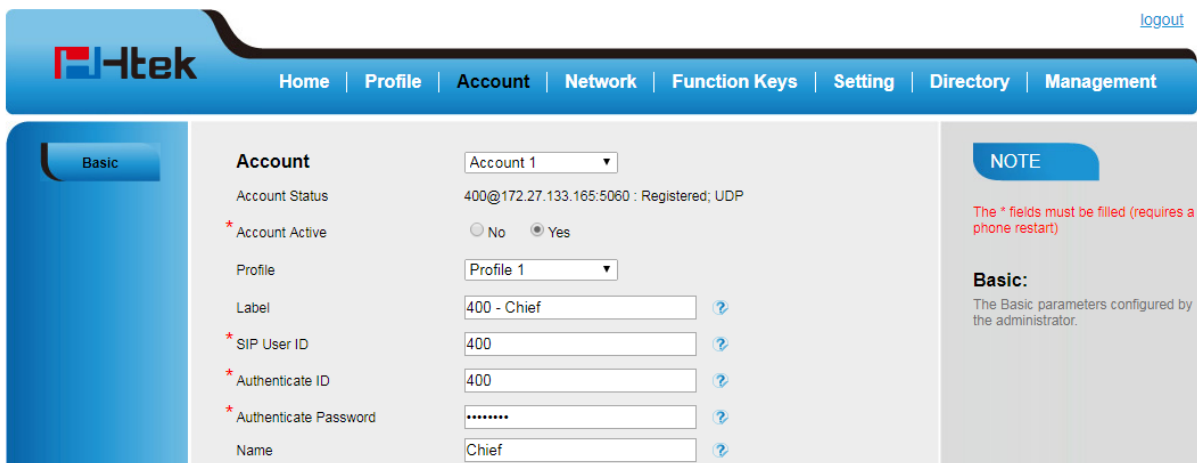 logout
Htek
Home | Profile | Account | Network | Function Keys | Setting | Directory | Management
Basic
Account Account 1
Account Status 400@172.27.133.165:5060 : Registered; UDP
* Account Active No Yes
Profile Profile 1
Label 400 - Chief
* SIP User ID 400
* Authenticate ID 400
* Authenticate Password ••••••••
Name Chief
NOTE
The * fields must be filled (requires a
phone restart)
Basic:
The Basic parameters configured by
the administrator.